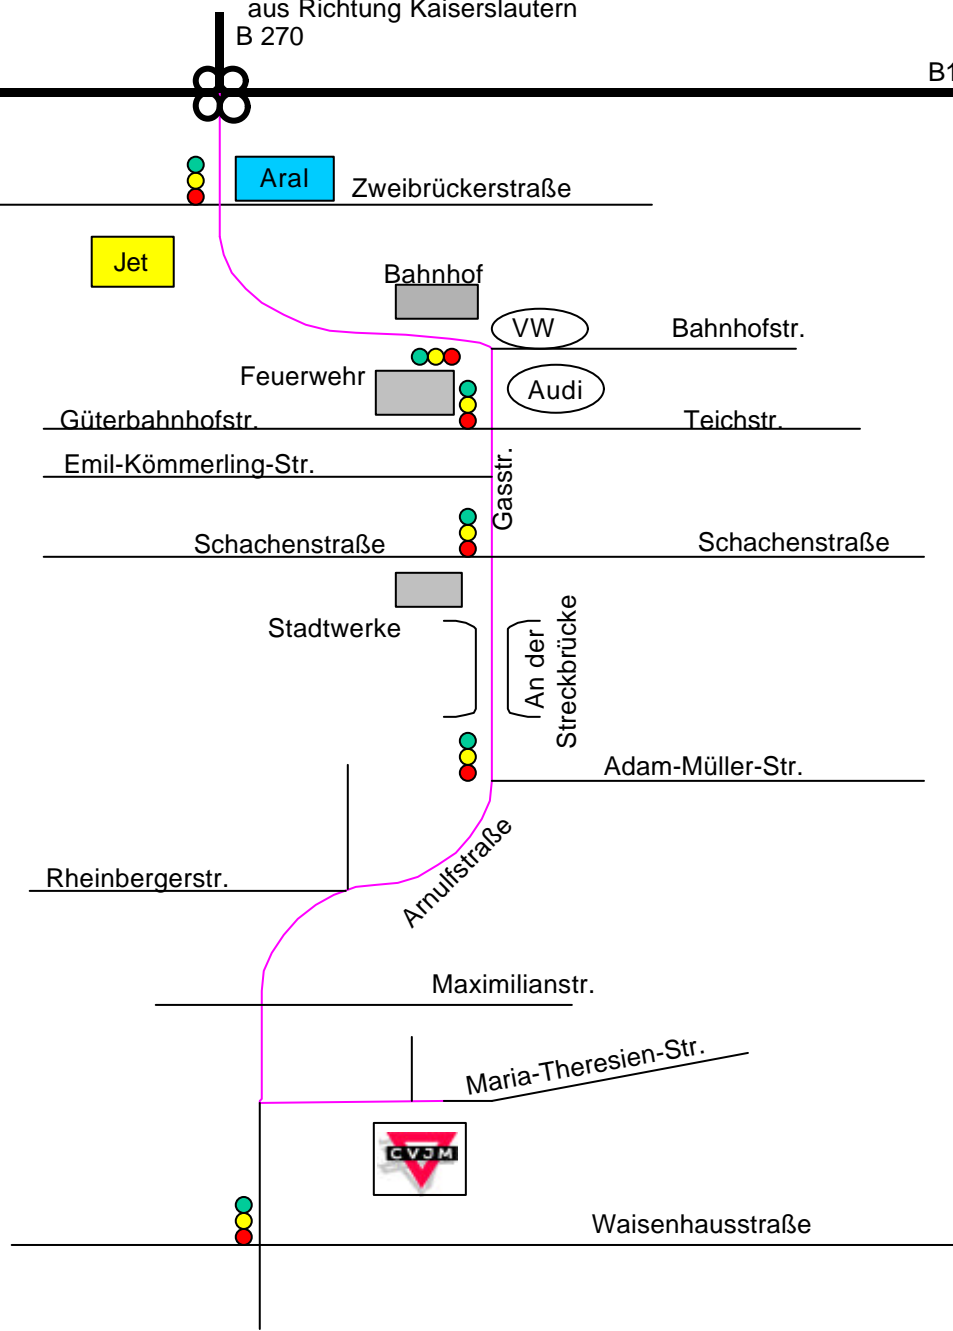 aus Richtung Kaiserslautern
B 270
B1
Aral
Zweibrückerstraße
Jet
Bahnhof
VW
Bahnhofstr.
Feuerwehr
Audi
Güterbahnhofstr.
Teichstr.
Emil-Kömmerling-Str.
Gasstr.
Schachenstraße
Schachenstraße
Stadtwerke
An der
Streckbrücke
Adam-Müller-Str.
Arnulfstraße
Rheinbergerstr.
Maximilianstr.
Maria-Theresien-Str.
CVJM
Waisenhausstraße